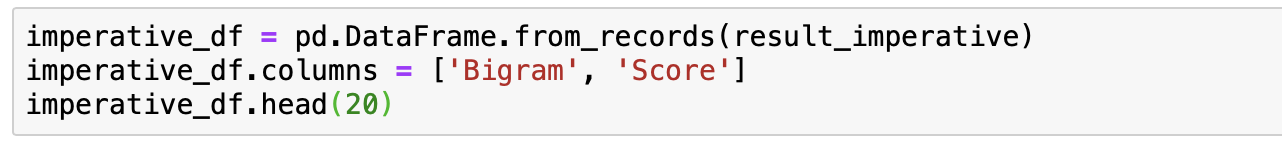 imperative_df = pd.DataFrame.from_records(result_imperative)
imperative_df.columns = ['Bigram', 'Score']
imperative_df.head(20)